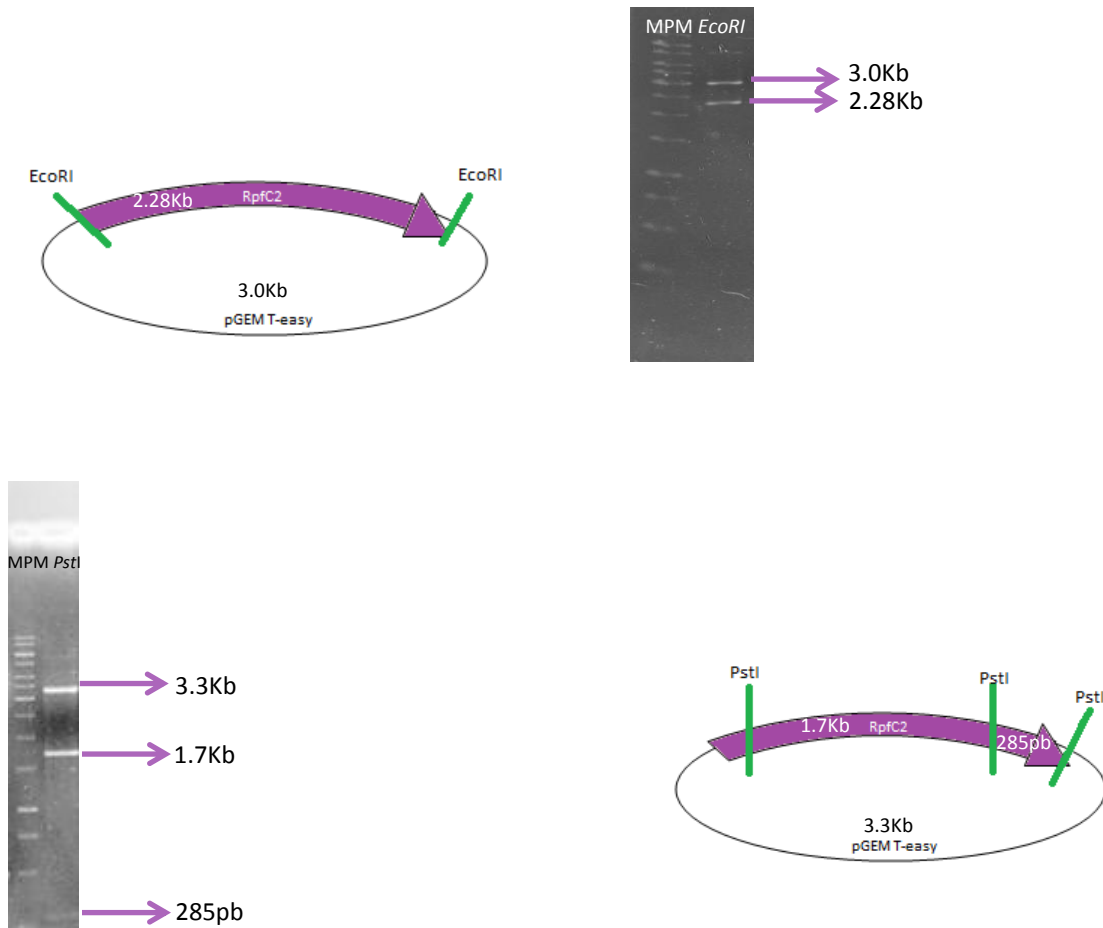 MPM EcoRI
3.0Kb
2.28Kb
EcoRI
EcoRI
2.28Kb RpfC2
3.0Kb
pGEM T-easy
MPM PstI
3.3Kb
1.7Kb
285pb
PstI
PstI
PstI
1.7Kb RpfC2
285pb
3.3Kb
pGEM T-easy